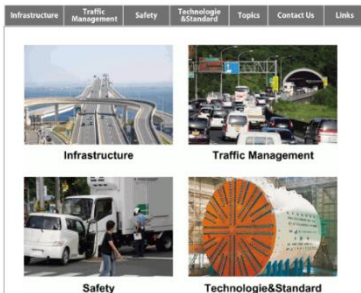 Infrastructure
Traffic
Management
Safety
Technologie
&Standard
Topics
Contact Us
Links
Infrastructure
Traffic Management
Safety
Technologie&Standard